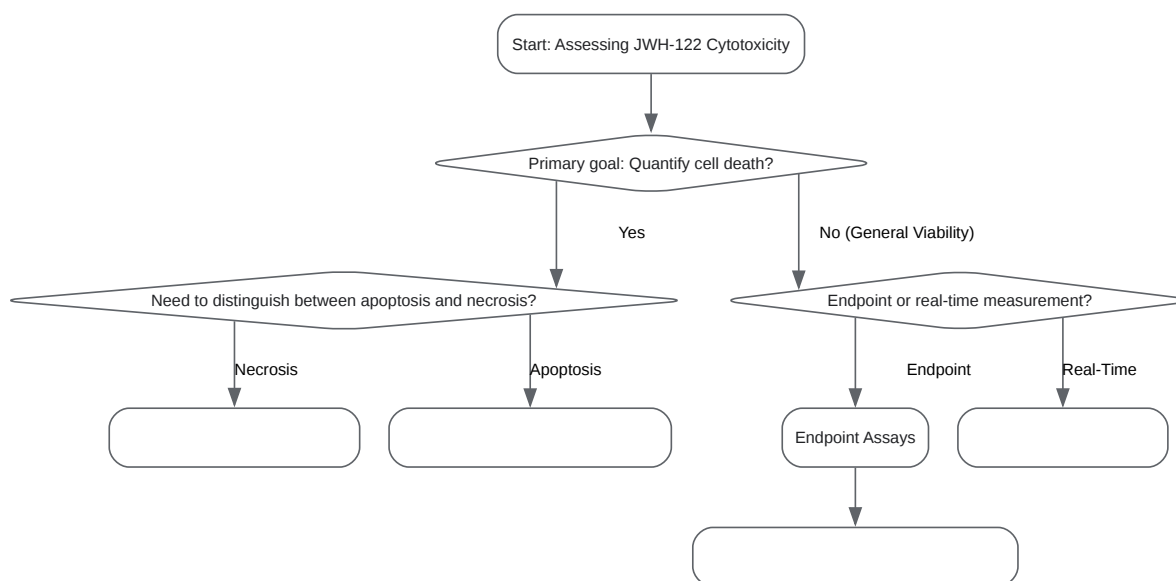 Start: Assessing JWH-122 Cytotoxicity
Primary goal: Quantify cell death?
Yes
No (General Viability)
Need to distinguish between apoptosis and necrosis?
Endpoint or real-time measurement?
Necrosis
Apoptosis
Endpoint
Real-Time
Endpoint Assays